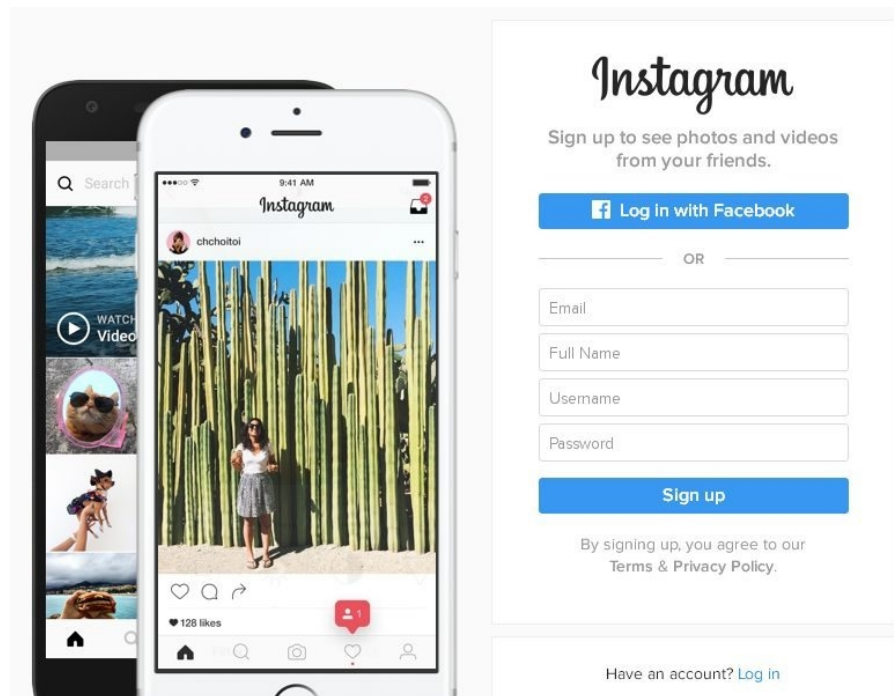 Search
WATCH
Video
9:41 AM
Instagram
2
chchoitoi
128 likes
1
Instagram
Sign up to see photos and videos
from your friends.
Log in with Facebook
OR
Email
Full Name
Username
Password
Sign up
By signing up, you agree to our
Terms & Privacy Policy.
Have an account? Log in